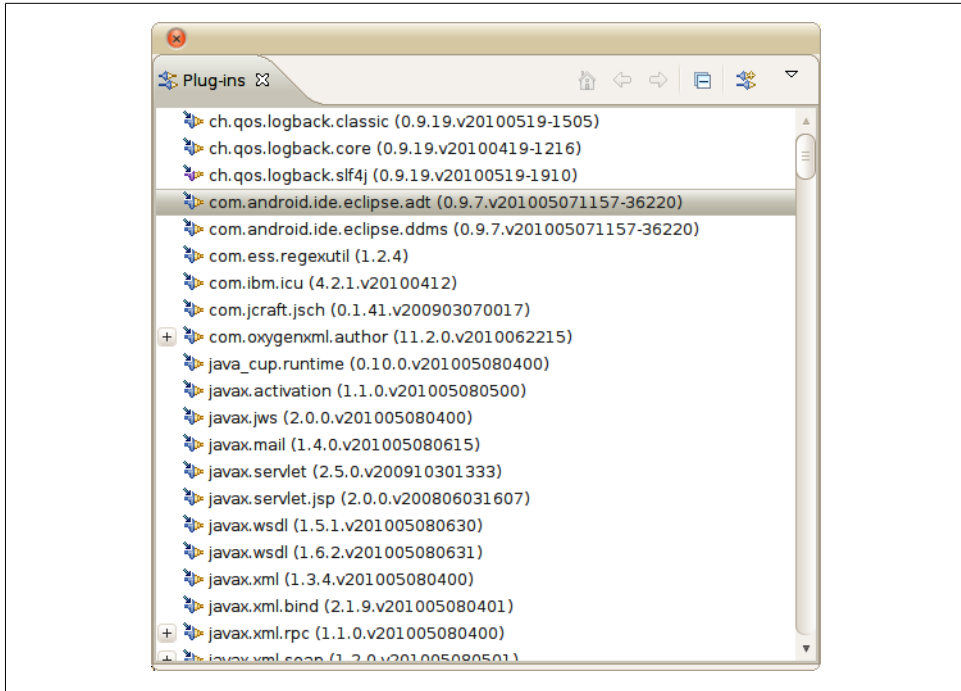 Plug-ins
ch.qos.logback.classic (0.9.19.v20100519-1505)
ch.qos.logback.core (0.9.19.v20100419-1216)
ch.qos.logback.slf4j (0.9.19.v20100519-1910)
com.android.ide.eclipse.adt (0.9.7.v201005071157-36220)
com.android.ide.eclipse.ddms (0.9.7.v201005071157-36220)
com.ess.regexutil (1.2.4)
com.ibm.icu (4.2.1.v20100412)
com.jcraft.jsch (0.1.41.v200903070017)
com.oxygenxml.author (11.2.0.v2010062215)
java_cup.runtime (0.10.0.v201005080400)
javax.activation (1.1.0.v201005080500)
javax.jws (2.0.0.v201005080400)
javax.mail (1.4.0.v201005080615)
javax.servlet (2.5.0.v200910301333)
javax.servlet.jsp (2.0.0.v200806031607)
javax.wsdl (1.5.1.v201005080630)
javax.wsdl (1.6.2.v201005080631)
javax.xml (1.3.4.v201005080400)
javax.xml.bind (2.1.9.v201005080401)
javax.xml.rpc (1.1.0.v201005080400)
javax.xml.soap (1.2.0.v201005080501)